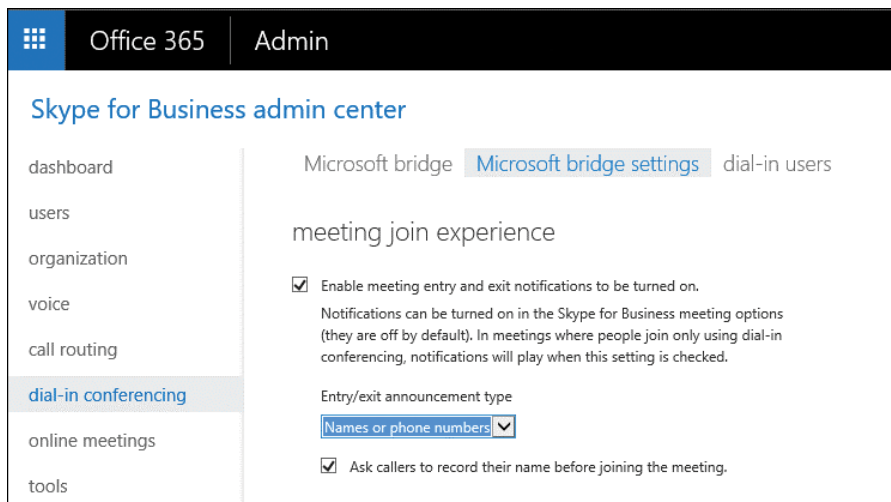 Office 365 Admin
Skype for Business admin center
dashboard
users
organization
voice
call routing
dial-in conferencing
online meetings
tools
Microsoft bridge Microsoft bridge settings dial-in users
meeting join experience
Enable meeting entry and exit notifications to be turned on.
Notifications can be turned on in the Skype for Business meeting options
(they are off by default). In meetings where people join only using dial-in
conferencing, notifications will play when this setting is checked.
Entry/exit announcement type
Names or phone numbers
Ask callers to record their name before joining the meeting.